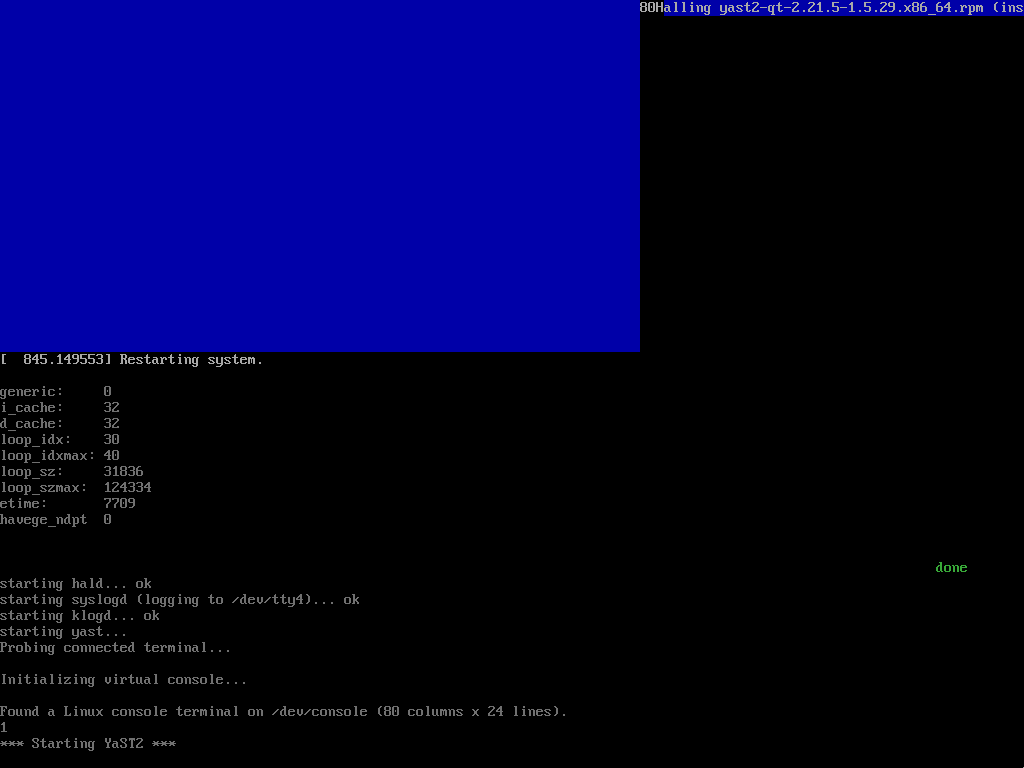 80Halling yast2-qt-2.21.5-1.5.29.x86_64.rpm (ins
[  845.149553] Restarting system.
generic:     0
i_cache:     32
d_cache:     32
loop_idx:    30
loop_idxmax: 40
loop_sz:     31836
loop_szmax:  124334
etime:       7709
havege_ndpt  0
done
starting hald... ok
starting syslogd (logging to /dev/tty4)... ok
starting klogd... ok
starting yast...
Probing connected terminal...
Initializing virtual console...
Found a Linux console terminal on /dev/console (80 columns x 24 lines).
1
*** Starting YaST2 ***